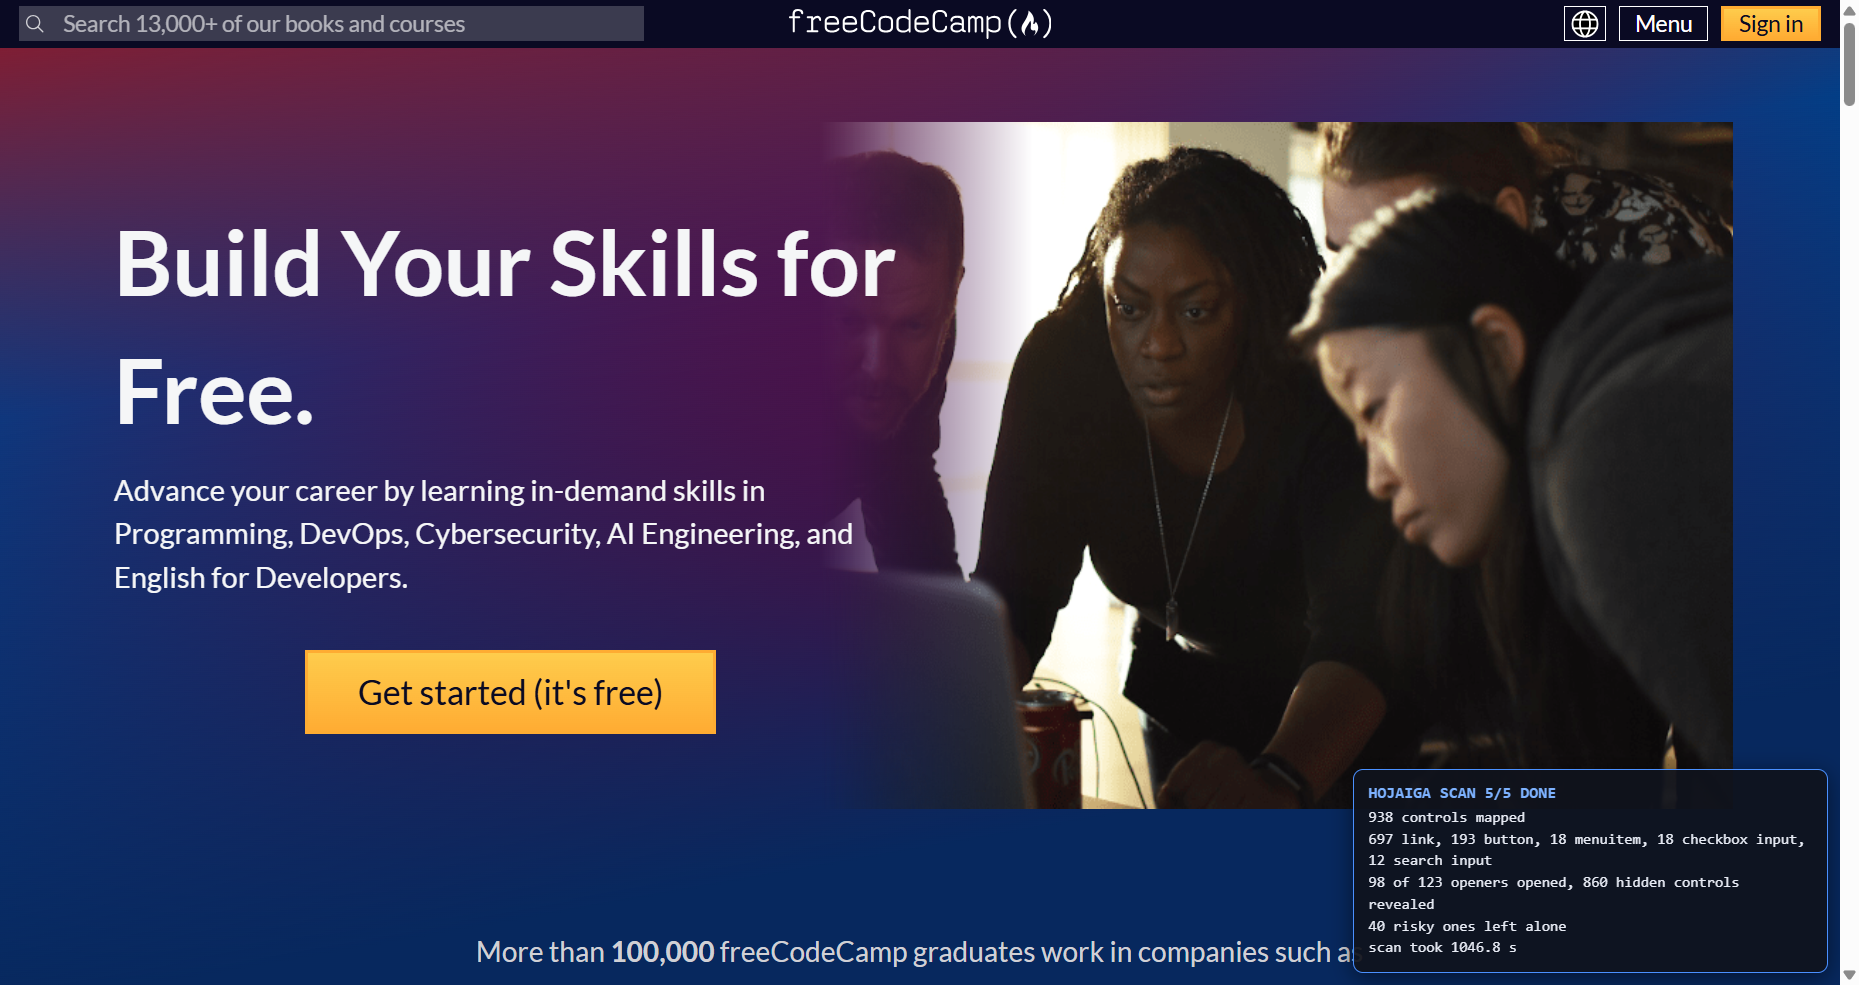 Search 13,000+ of our books and courses
freeCodeCamp(
)
Menu
Sign in
Build Your Skills for
Free.
Advance your career by learning in-demand skills in
Programming, DevOps, Cybersecurity, AI Engineering, and
English for Developers.
Get started (it's free)
More than 100,000 freeCodeCamp graduates work in companies such as
HOJAIGA SCAN 5/5 DONE
938 controls mapped
697 link, 193 button, 18 menuitem, 18 checkbox input,
12 search input
98 of 123 openers opened, 860 hidden controls
revealed
40 risky ones left alone
scan took 1046.8 s